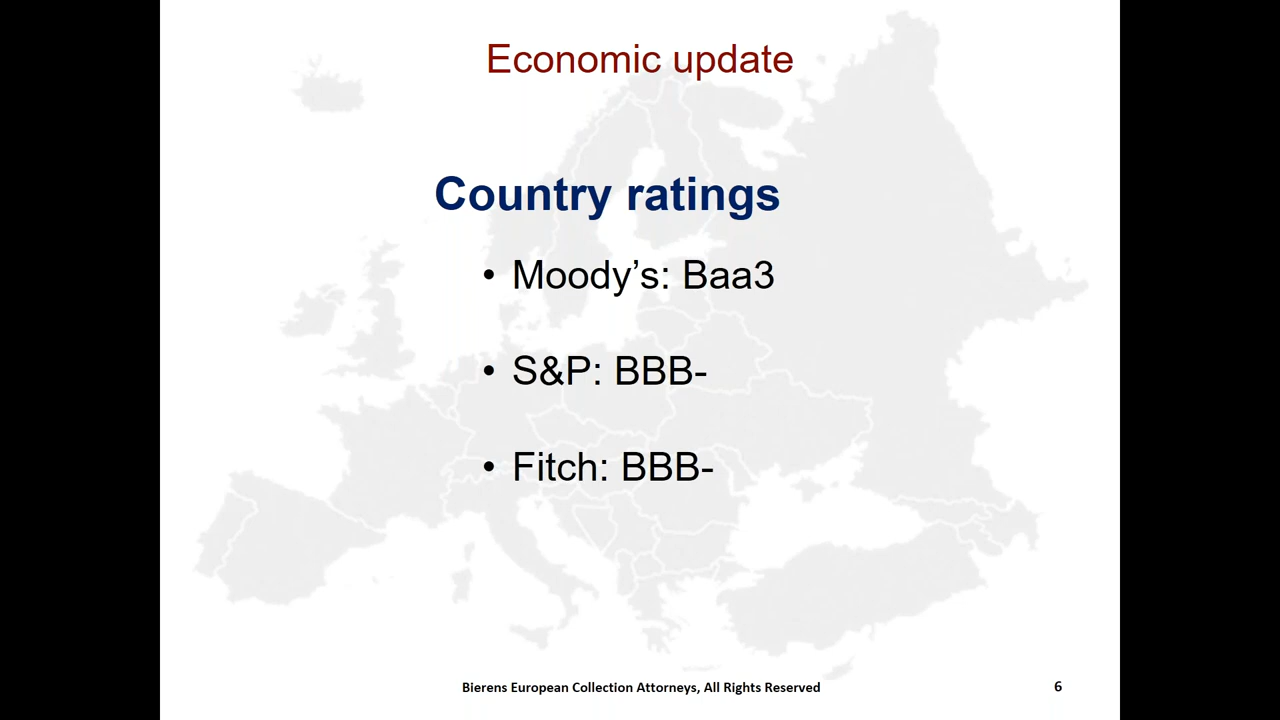 Economic update
Country ratings
• Moody’s: Baa3
• S&P: BBB-
• Fitch: BBB-
Bierens European Collection Attorneys, All Rights Reserved
6